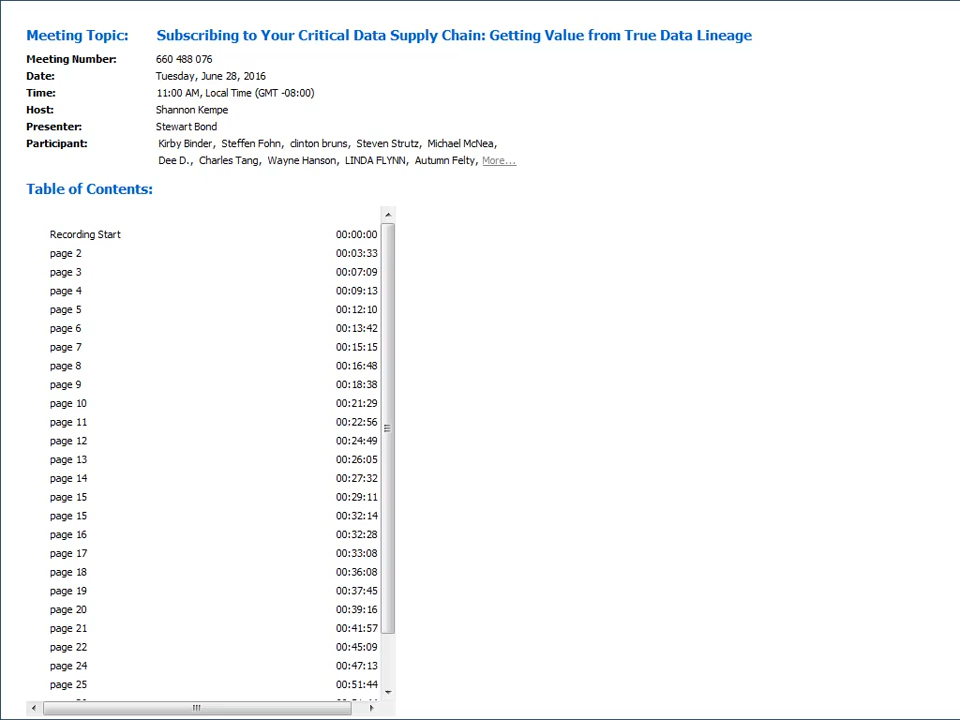 Meeting Topic: Subscribing to Your Critical Data Supply Chain: Getting Value from True Data Lineage
Meeting Number: 660 488 076
Date: Tuesday, June 28, 2016
Time: 11:00 AM, Local Time (GMT -08:00)
Host: Shannon Kempe
Presenter: Stewart Bond
Participant: Kirby Binder, Steffen Fohn, clinton bruns, Steven Strutz, Michael McNea,
Dee D., Charles Tang, Wayne Hanson, LINDA FLYNN, Autumn Felty, More...
Table of Contents:
Recording Start 00:00:00
page 2 00:03:33
page 3 00:07:09
page 4 00:09:13
page 5 00:12:10
page 6 00:13:42
page 7 00:15:15
page 8 00:16:48
page 9 00:18:38
page 10 00:21:29
page 11 00:22:56
page 12 00:24:49
page 13 00:26:05
page 14 00:27:32
page 15 00:29:11
page 15 00:32:14
page 16 00:32:28
page 17 00:33:08
page 18 00:36:08
page 19 00:37:45
page 20 00:39:16
page 21 00:41:57
page 22 00:45:09
page 24 00:47:13
page 25 00:51:44